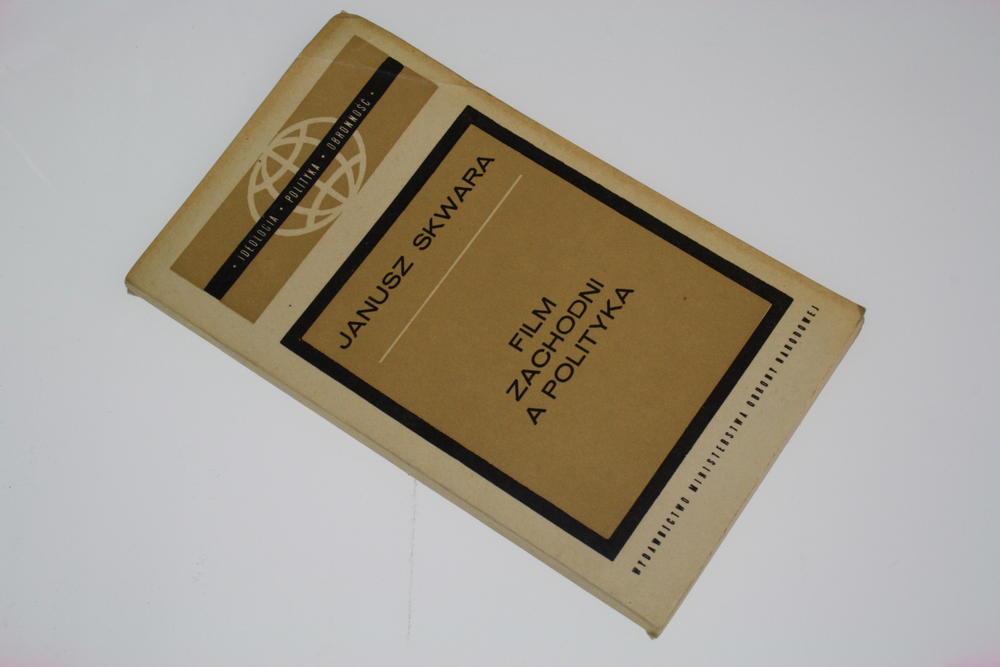 • IDEOLOGIA • POLITYKA • OBRONNOŚĆ •
JANUSZ SKWARA
FILM
ZACHODNI
A POLITYKA
WYDAWNICTWO MINISTERSTWA OBRONY NARODOWEJ